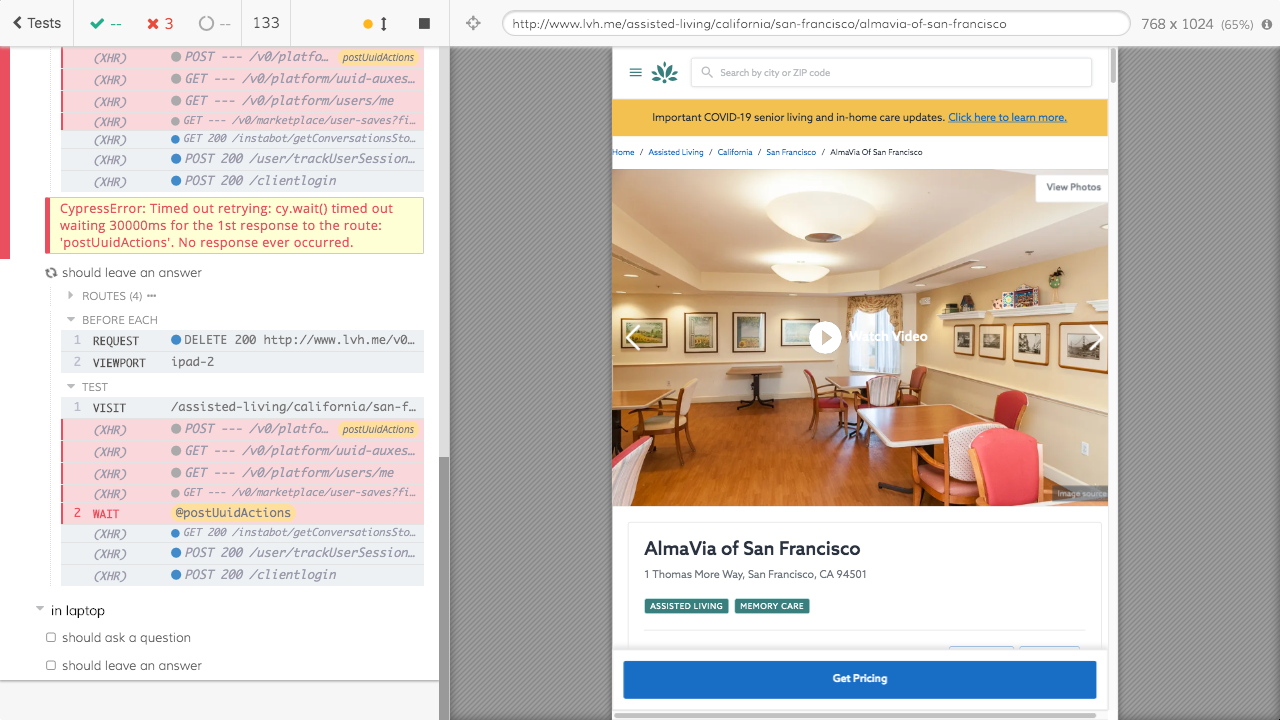 Tests
--
3
--
133
http://www.lvh.me/assisted-living/california/san-francisco/almavia-of-san-francisco
768 x 1024 (65%)
(XHR) POST --- /v0/platfo... postUuidActions
(XHR) GET --- /v0/platform/uuid-auxes...
(XHR) GET --- /v0/platform/users/me
(XHR) GET --- /v0/marketplace/user-saves?fi...
(XHR) GET 200 /instabot/getConversationsSto...
(XHR) POST 200 /user/trackUserSession...
(XHR) POST 200 /clientlogin
CypressError: Timed out retrying: cy.wait() timed out
waiting 30000ms for the 1st response to the route:
'postUuidActions'. No response ever occurred.
should leave an answer
ROUTES (4) •••
BEFORE EACH
1 REQUEST DELETE 200 http://www.lvh.me/v0...
2 VIEWPORT ipad-2
TEST
1 VISIT /assisted-living/california/san-f...
(XHR) POST --- /v0/platfo... postUuidActions
(XHR) GET --- /v0/platform/uuid-auxes...
(XHR) GET --- /v0/platform/users/me
(XHR) GET --- /v0/marketplace/user-saves?fi...
2 WAIT @postUuidActions
(XHR) GET 200 /instabot/getConversationsSto...
(XHR) POST 200 /user/trackUserSession...
(XHR) POST 200 /clientlogin
in laptop
should ask a question
should leave an answer
Search by city or ZIP code
Important COVID-19 senior living and in-home care updates. Click here to learn more.
Home / Assisted Living / California / San Francisco / AlmaVia Of San Francisco
View Photos
Watch Video
Image source
AlmaVia of San Francisco
1 Thomas More Way, San Francisco, CA 94501
ASSISTED LIVING MEMORY CARE
Get Pricing